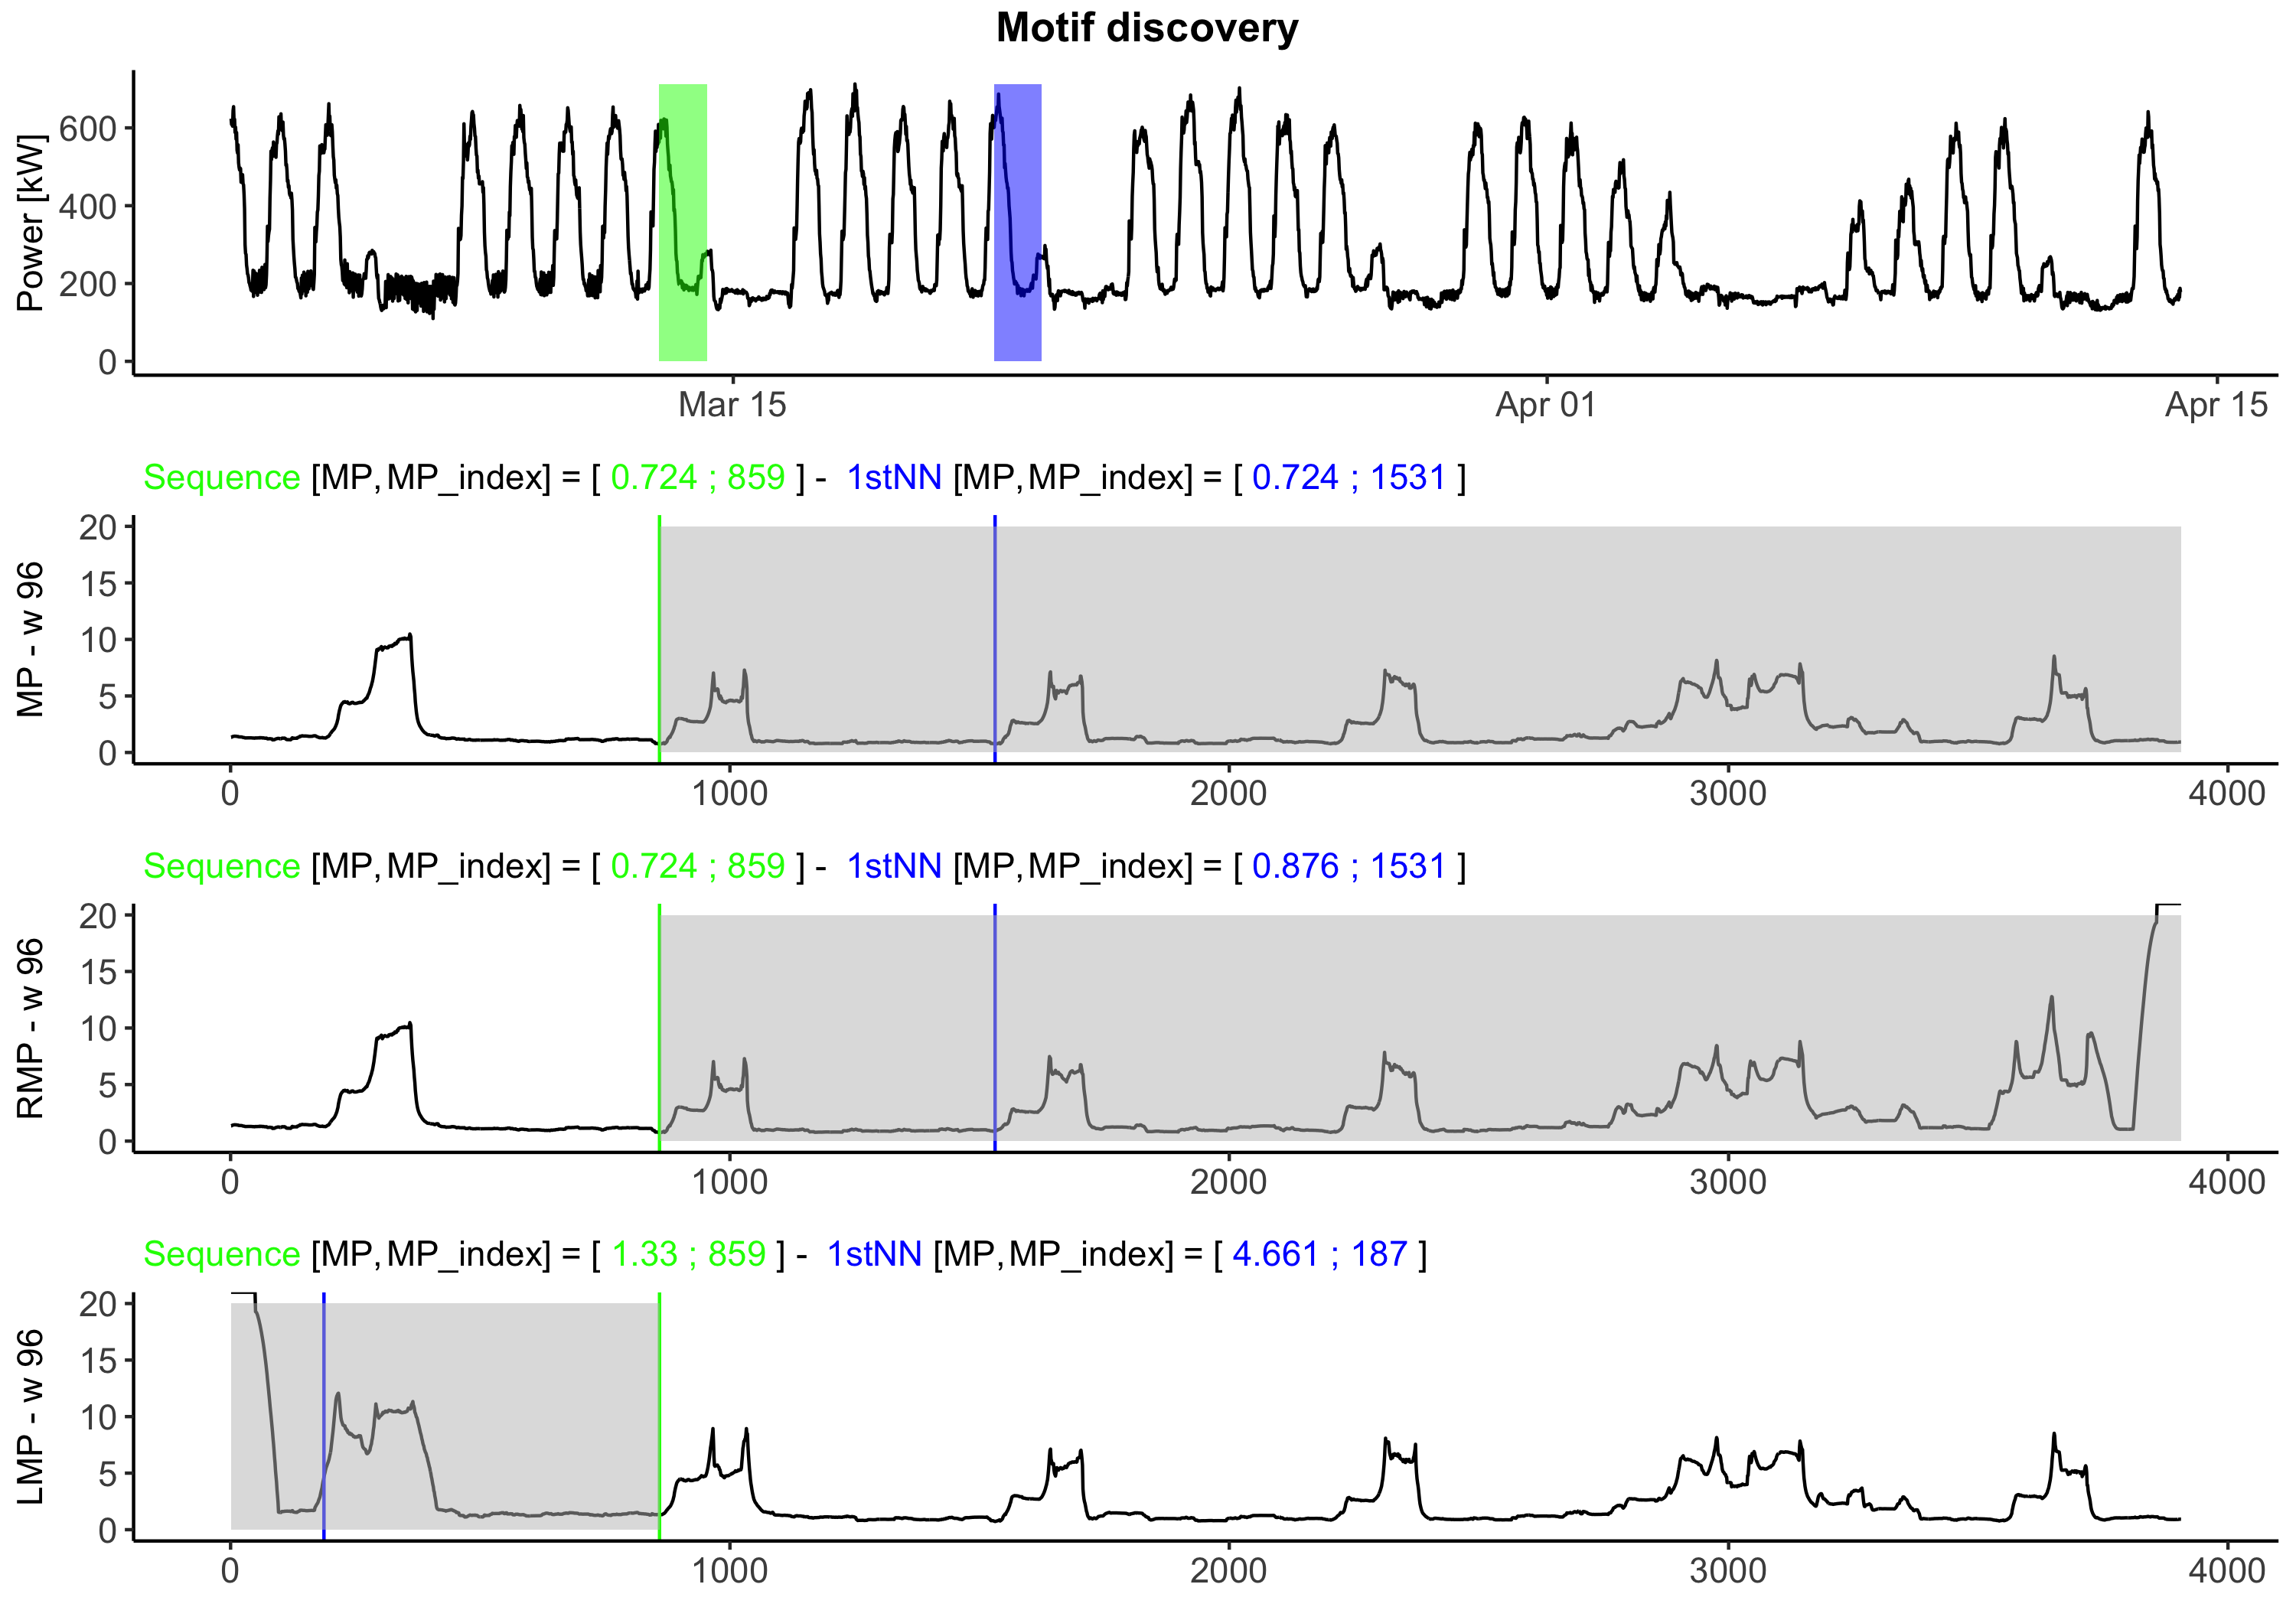 Motif discovery
Power [kW]
600
400
200
0
Mar 15 Apr 01 Apr 15
Sequence [MP, MP_index] = [ 0.724 ; 859 ] - 1stNN [MP, MP_index] = [ 0.724 ; 1531 ]
MP - w 96
20
15
10
5
0
0 1000 2000 3000 4000
Sequence [MP, MP_index] = [ 0.724 ; 859 ] - 1stNN [MP, MP_index] = [ 0.876 ; 1531 ]
RMP - w 96
20
15
10
5
0
0 1000 2000 3000 4000
Sequence [MP, MP_index] = [ 1.33 ; 859 ] - 1stNN [MP, MP_index] = [ 4.661 ; 187 ]
LMP - w 96
20
15
10
5
0
0 1000 2000 3000 4000